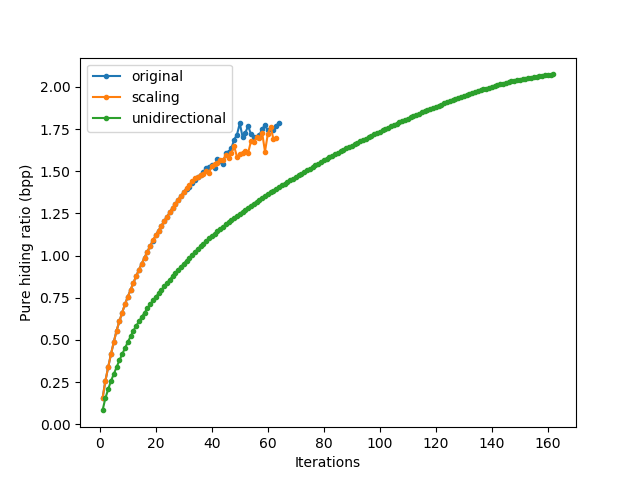 original
scaling
unidirectional
2.00
1.75
1.50
1.25
1.00
0.75
0.50
0.25
0.00
Pure hiding ratio (bpp)
0 20 40 60 80 100 120 140 160
Iterations